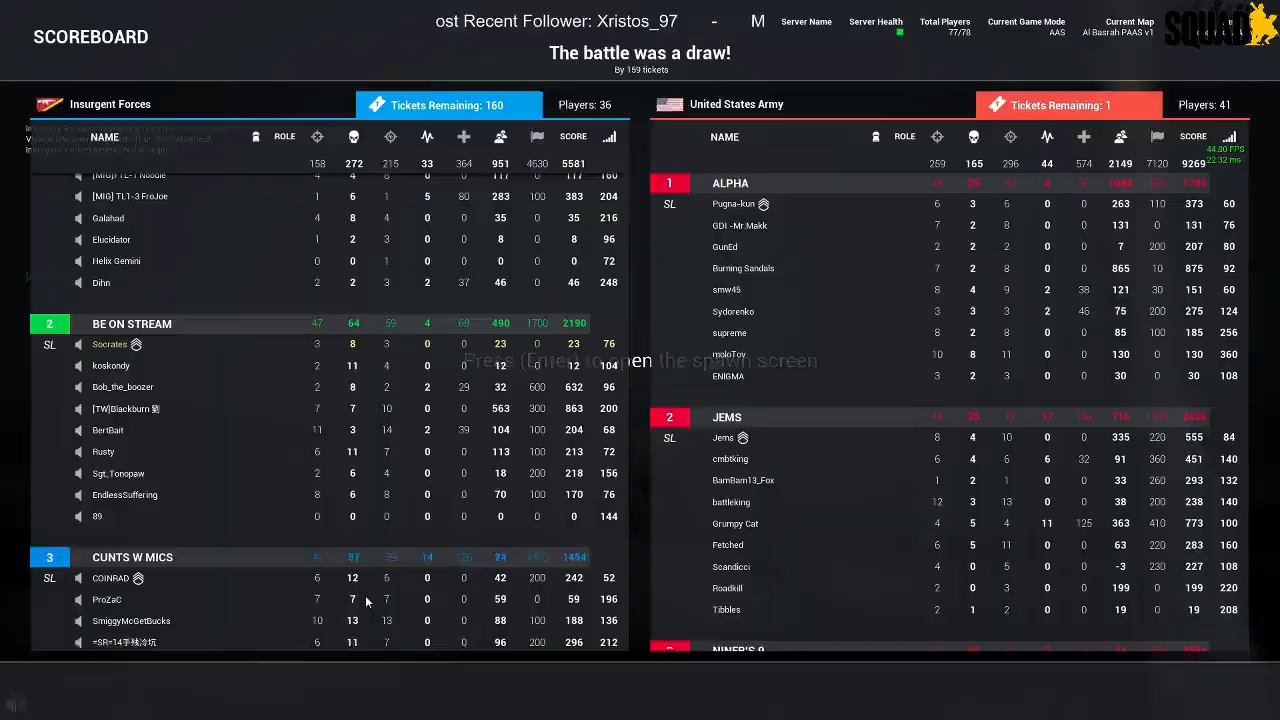 ost Recent Follower: Xristos_97 - M
SCOREBOARD
The battle was a draw!
By 159 tickets
Server Name
Server Health
Total Players
77/78
Current Game Mode
AAS
Current Map
Al Basrah PAAS v1
SQUAD
Insurgent Forces
Tickets Remaining: 160
Players: 36
NAME ROLE SCORE
158 272 215 33 364 951 4630 5581
[MIG] TL1-3 FroJoe 1 6 1 5 80 283 100 383 204
Galahad 4 8 4 0 0 35 0 35 216
Elucidator 1 2 3 0 0 8 0 8 96
Helix Gemini 0 0 1 0 0 0 0 0 72
Dihn 2 2 3 2 37 46 0 46 248
2 BE ON STREAM 47 64 59 4 68 490 1700 2190
SL Socrates 3 8 3 0 0 23 0 23 76
koskondy 2 11 4 0 0 12 0 12 104
Bob_the_boozer 2 8 2 2 29 32 600 632 96
[TW]Blackburn 劉 7 7 10 0 0 563 300 863 200
BertBait 11 3 14 2 39 104 100 204 68
Rusty 6 11 7 0 0 113 100 213 72
Sgt_Tonopaw 2 6 4 0 0 18 200 218 156
EndlessSuffering 8 6 8 0 0 70 100 170 76
89 0 0 0 0 0 0 0 0 144
3 CUNTS W MICS 87 14 24 1454
SL COINRAD 6 12 6 0 0 42 200 242 52
ProZaC 7 7 7 0 0 59 0 59 196
SmiggyMcGetBucks 10 13 13 0 0 88 100 188 136
=SR=14手残冷坑 6 11 7 0 0 96 200 296 212
United States Army
Tickets Remaining: 1
Players: 41
NAME ROLE SCORE
44.80 FPS
22.32 ms
259 165 296 44 574 2149 7120 9269
1 ALPHA
SL Pugna-kun 6 3 6 0 0 263 110 373 60
GDI -Mr.Makk 7 2 8 0 0 131 0 131 76
GunEd 2 2 2 0 0 7 200 207 80
Burning Sandals 7 2 8 0 0 865 10 875 92
smw45 8 4 9 2 38 121 30 151 60
Sydorenko 3 3 3 2 46 75 200 275 124
supreme 8 2 8 0 0 85 100 185 256
moloToy 10 8 11 0 0 130 0 130 360
ENIGMA 3 2 3 0 0 30 0 30 108
2 JEMS 25 17 716
SL Jems 8 4 10 0 0 335 220 555 84
cmbtking 6 4 6 6 32 91 360 451 140
BamBam13_Fox 1 2 1 0 0 33 260 293 132
battleking 12 3 13 0 0 38 200 238 140
Grumpy Cat 4 5 4 11 125 363 410 773 100
Fetched 6 5 11 0 0 63 220 283 160
Scandicci 4 0 5 0 0 -3 230 227 108
Roadkill 2 0 3 0 0 199 0 199 220
Tibbles 2 1 2 0 0 19 0 19 208
NINER'S 9
Press (Enter) to open the spawn screen